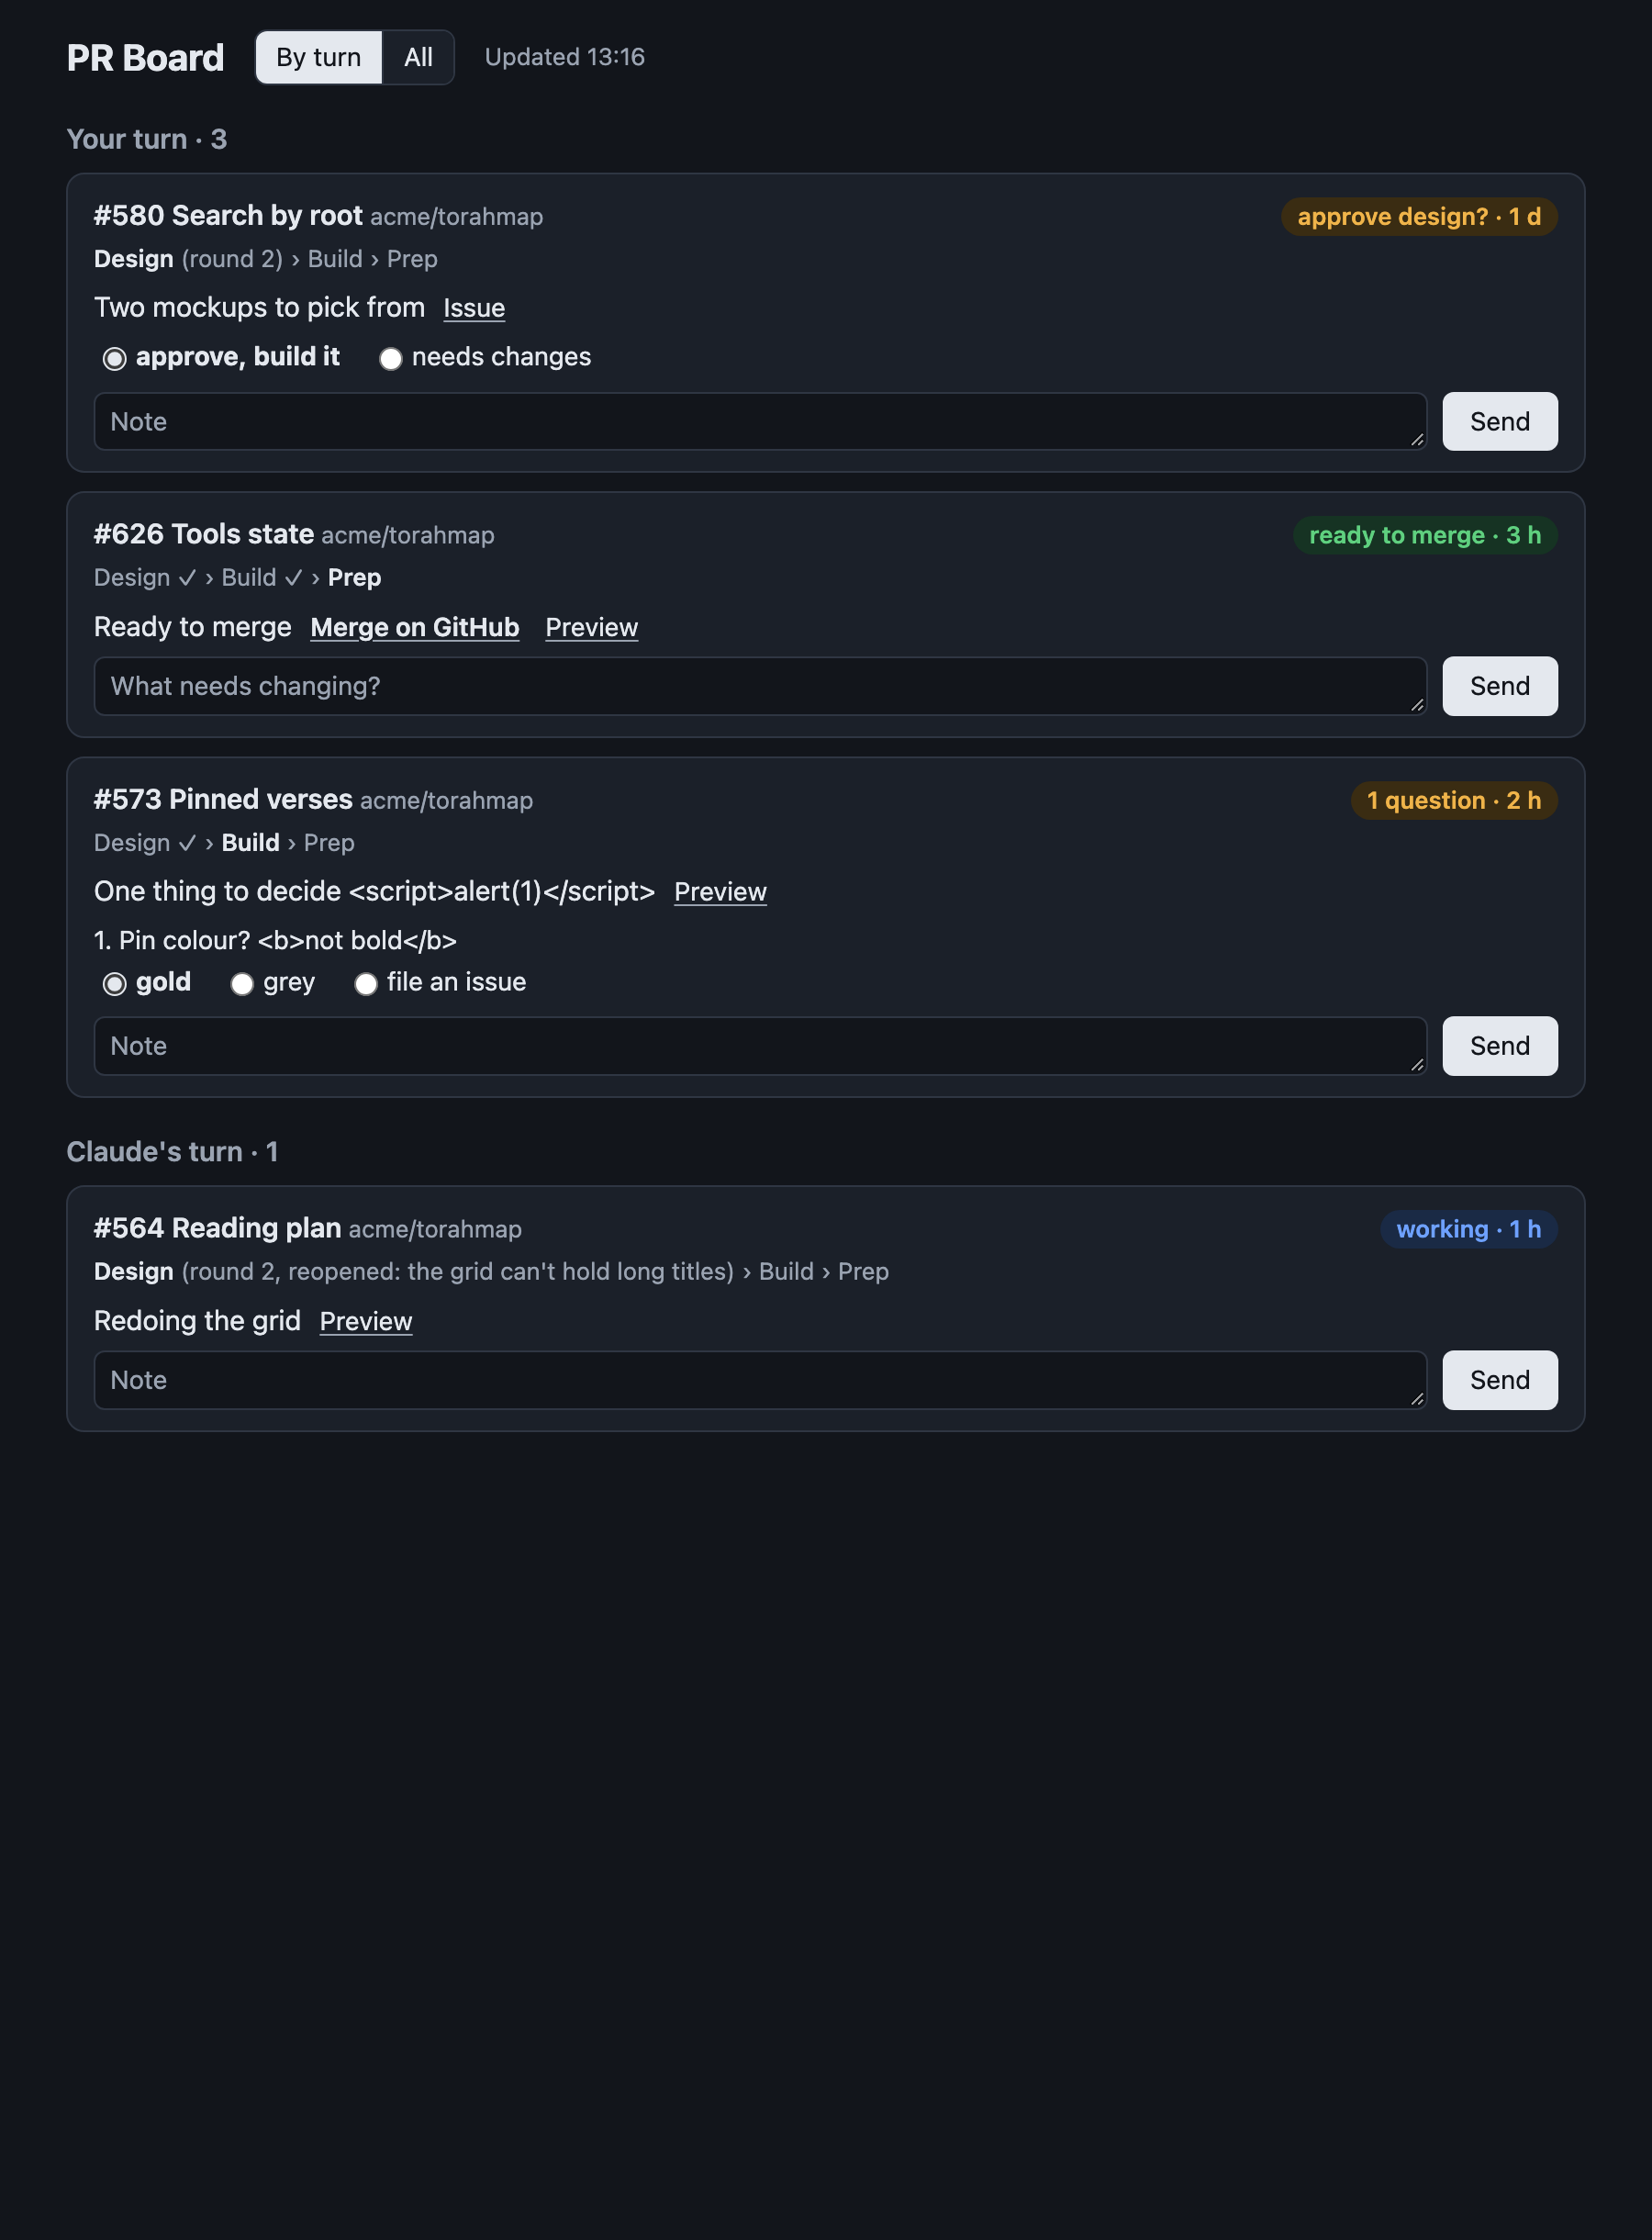 PR Board By turn All Updated 13:16
Your turn · 3
#580 Search by root acme/torahmap approve design? · 1 d
Design (round 2) › Build › Prep
Two mockups to pick from Issue
approve, build it needs changes
Note Send
#626 Tools state acme/torahmap ready to merge · 3 h
Design ✓ › Build ✓ › Prep
Ready to merge Merge on GitHub Preview
What needs changing? Send
#573 Pinned verses acme/torahmap 1 question · 2 h
Design ✓ › Build › Prep
One thing to decide <script>alert(1)</script> Preview
1. Pin colour? <b>not bold</b>
gold grey file an issue
Note Send
Claude's turn · 1
#564 Reading plan acme/torahmap working · 1 h
Design (round 2, reopened: the grid can't hold long titles) › Build › Prep
Redoing the grid Preview
Note Send